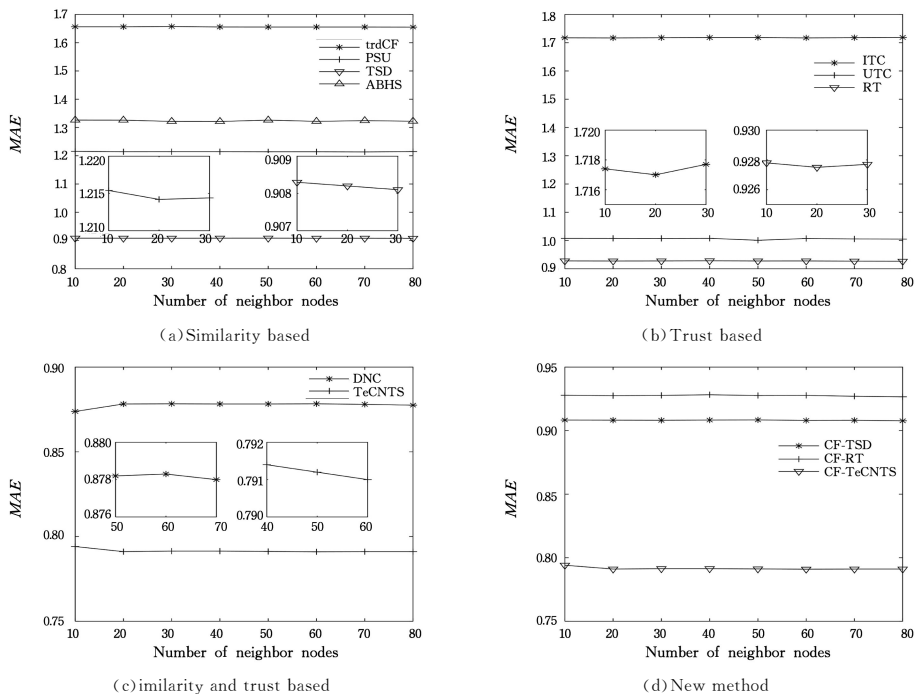 1.7
1.6
1.5
1.4
1.3
1.2
1.1
1.0
0.9
0.8
MAE
trdCF
PSU
TSD
ABHS
1.220
1.215
1.210
10 20 30
0.909
0.908
0.907
10 20 30
10 20 30 40 50 60 70 80
Number of neighbor nodes
(a)Similarity based
1.8
1.7
1.6
1.5
1.4
1.3
1.2
1.1
1.0
0.9
MAE
ITC
UTC
RT
1.720
1.718
1.716
10 20 30
0.930
0.928
0.926
10 20 30
10 20 30 40 50 60 70 80
Number of neighbor nodes
(b)Trust based
0.90
0.85
0.80
0.75
MAE
DNC
TeCNTS
0.880
0.878
0.876
50 60 70
0.792
0.791
0.790
40 50 60
10 20 30 40 50 60 70 80
Number of neighbor nodes
(c)imilarity and trust based
0.95
0.90
0.85
0.80
0.75
MAE
CF-TSD
CF-RT
CF-TeCNTS
10 20 30 40 50 60 70 80
Number of neighbor nodes
(d)New method